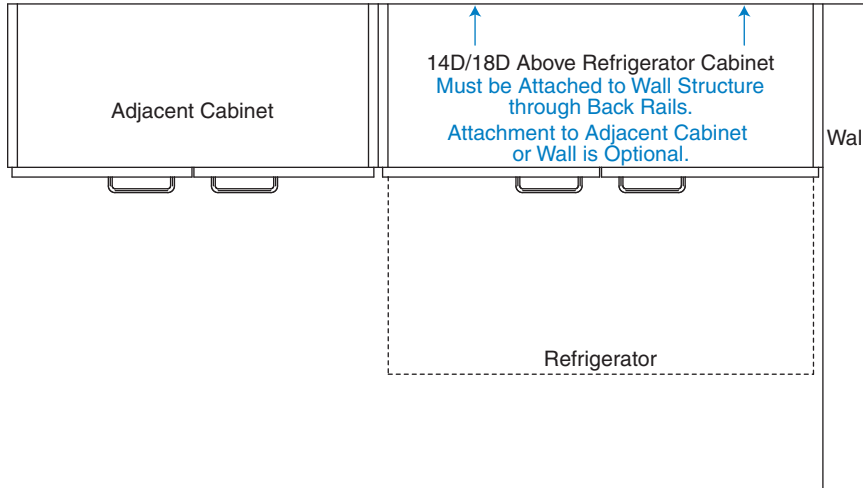 14D/18D Above Refrigerator Cabinet
Must be Attached to Wall Structure
through Back Rails.
Attachment to Adjacent Cabinet
or Wall is Optional.
Adjacent Cabinet
Wal
Refrigerator